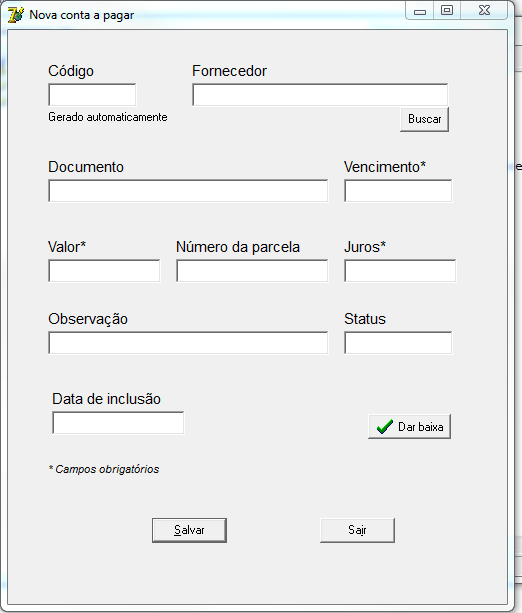 Nova conta a pagar
Código Fornecedor
Gerado automaticamente
Buscar
Documento Vencimento*
Valor* Número da parcela Juros*
Observação Status
Data de inclusão
Dar baixa
* Campos obrigatórios
Salvar Sair